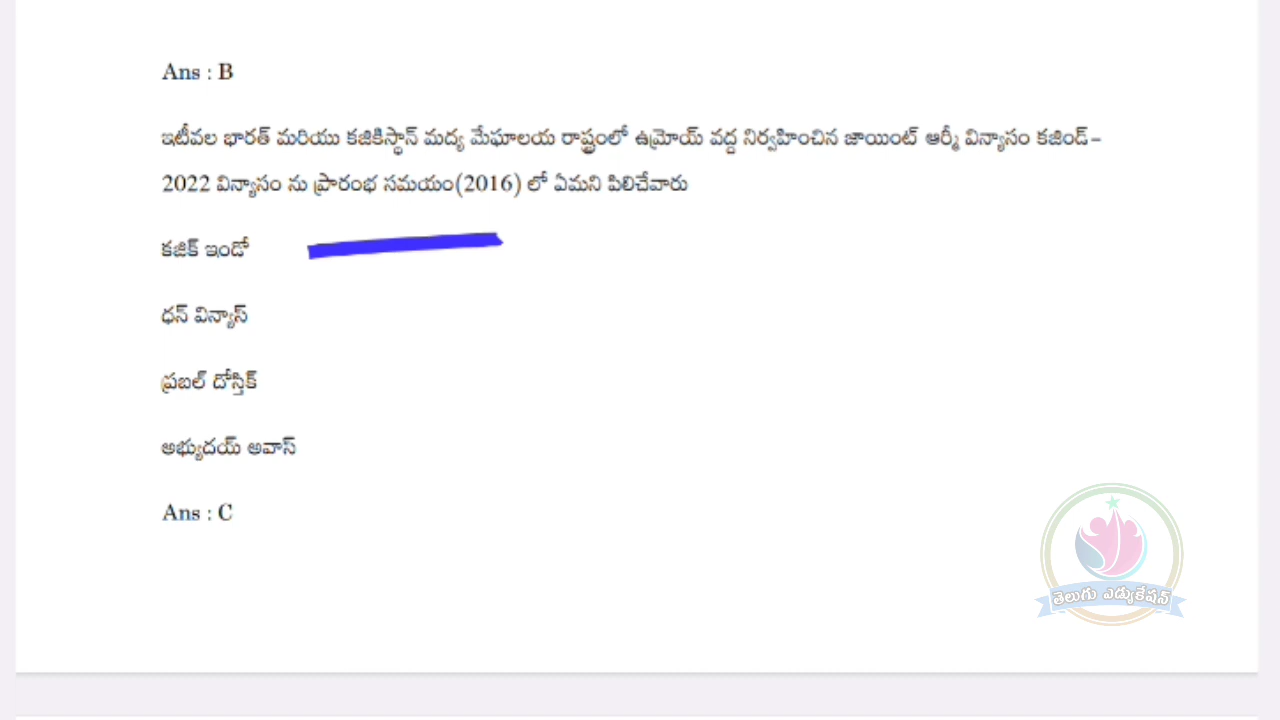 Ans : B
ఇటీవల భారత్ మరియు కజికిస్థాన్ మద్య మేఘాలయ రాష్ట్రంలో ఉమ్రోయ్ వద్ద నిర్వహించిన జాయింట్ ఆర్మీ విన్యాసం కజింద్-
2022 విన్యాసం ను ప్రారంభ సమయం(2016) లో ఏమని పిలిచేవారు
కజిక్ ఇండో
ధన్ విన్యాస్
ప్రబల్ దోస్తిక్
అభ్యుదయ్ అవాస్
Ans : C
తెలుగు ఎడ్యుకేషన్